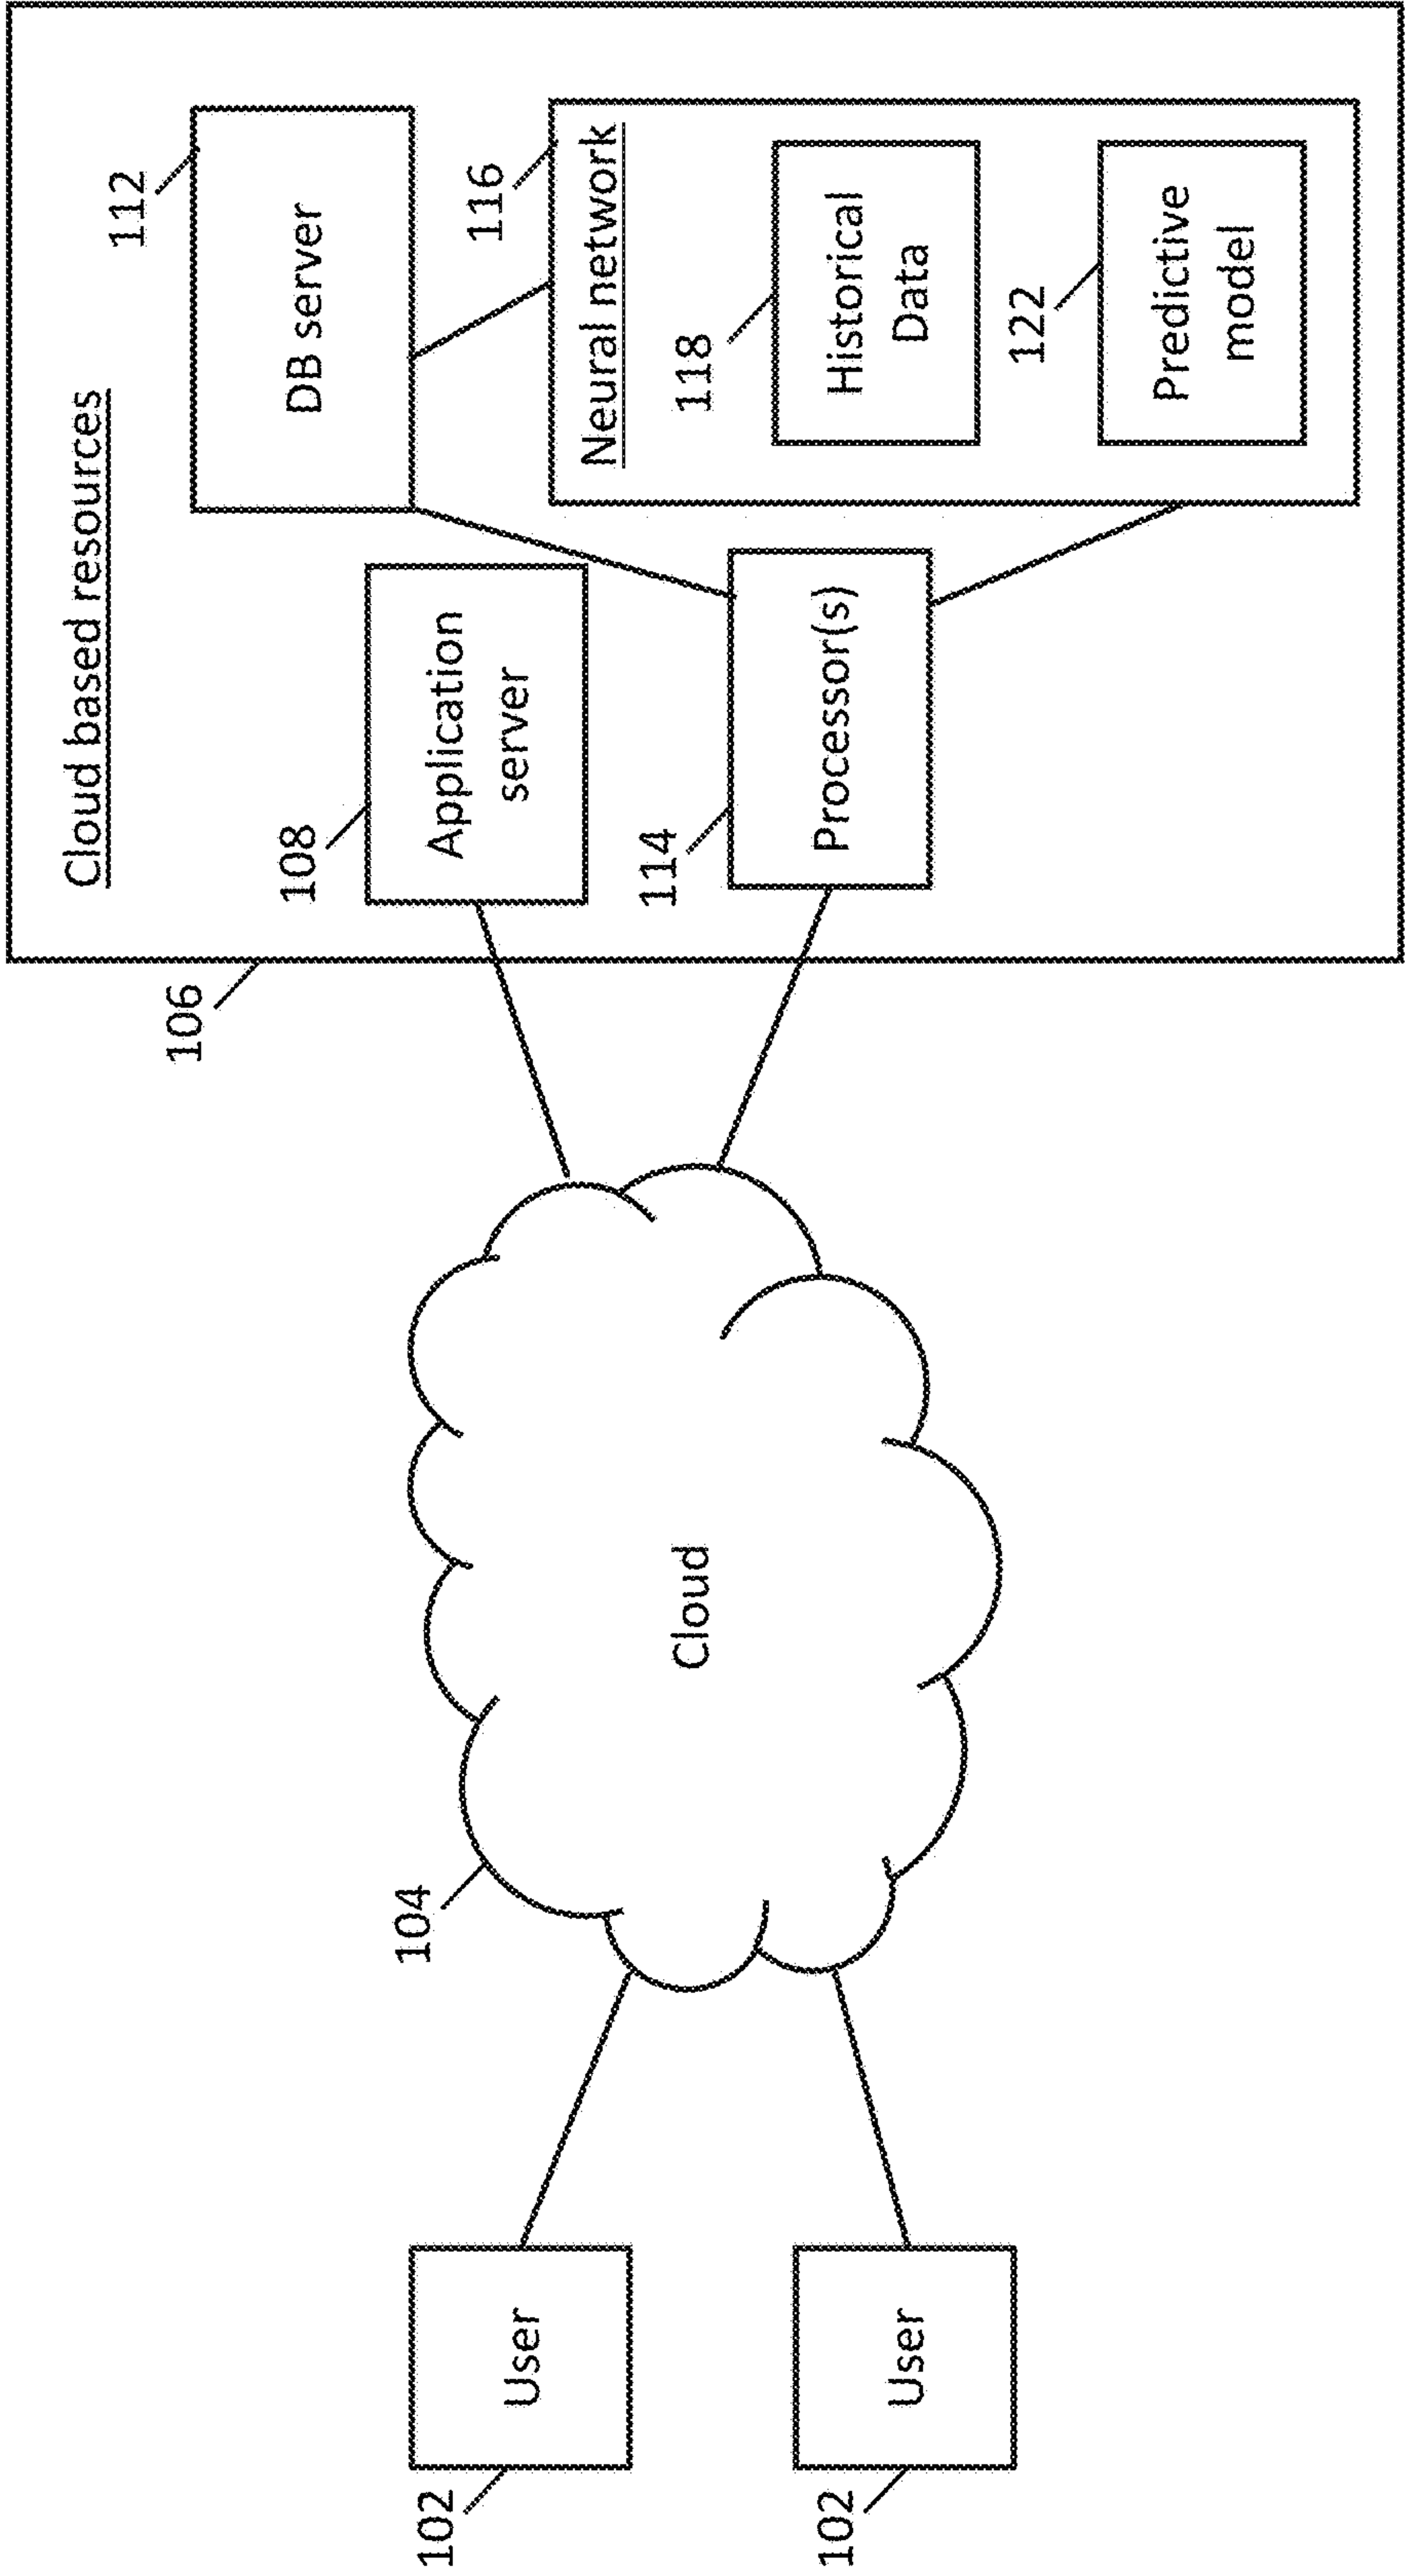 Cloud based resources
106
112
DB server
108
Application
server
116
Neural network
114
Processor(s)
118
Historical
Data
122
Predictive
model
104
Cloud
102
User
102
User